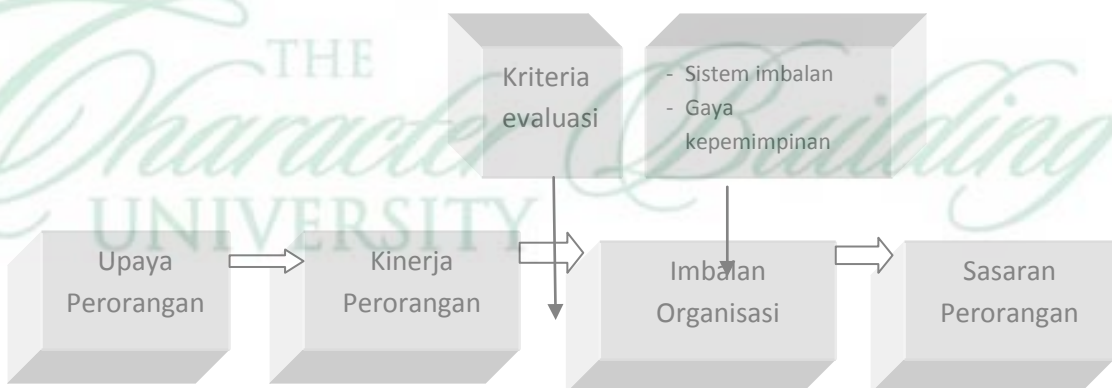 THE
Character Building
UNIVERSITY
Kriteria
evaluasi
- Sistem imbalan
- Gaya
kepemimpinan
Upaya
Perorangan
Kinerja
Perorangan
Imbalan
Organisasi
Sasaran
Perorangan